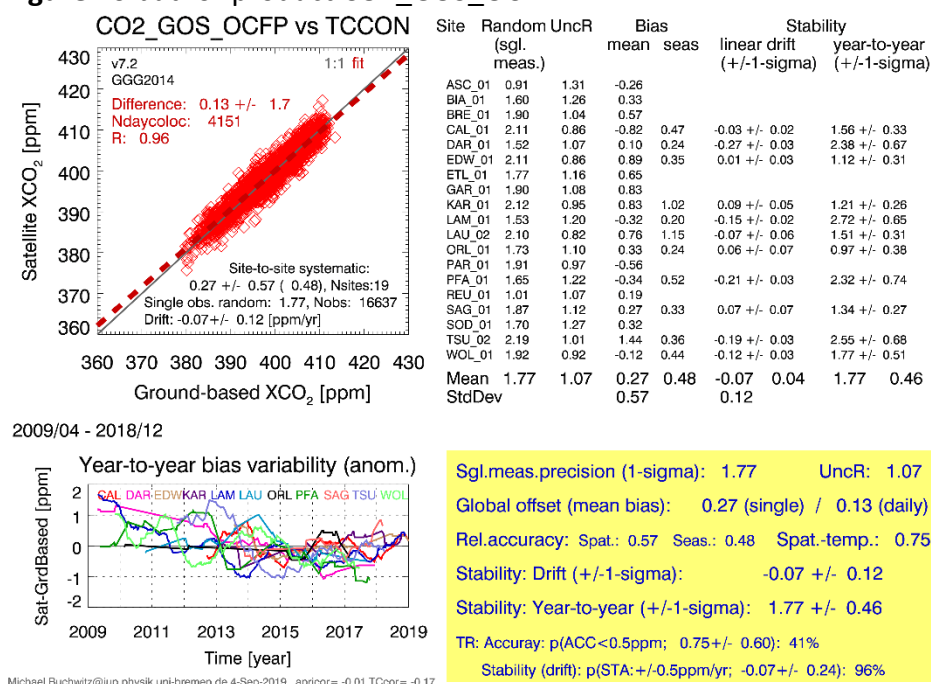 CO2_GOS_OCFP vs TCCON
v7.2
GGG2014
1:1 fit
Difference: 0.13 +/- 1.7
Ndaycoloc: 4151
R: 0.96
Site-to-site systematic:
0.27 +/- 0.57 ( 0.48), Nsites:19
Single obs. random: 1.77, Nobs: 16637
Drift: -0.07+/- 0.12 [ppm/yr]
Satellite XCO2 [ppm]
430
420
410
400
390
380
370
360
360 370 380 390 400 410 420 430
Ground-based XCO2 [ppm]
Site Random UncR Bias Stability
(sgl. mean seas linear drift year-to-year
meas.) (+/-1-sigma) (+/-1-sigma)
ASC_01 0.91 1.31 -0.26
BIA_01 1.60 1.26 0.33
BRE_01 1.90 1.04 0.57
CAL_01 2.11 0.86 -0.82 0.47 -0.03 +/- 0.02 1.56 +/- 0.33
DAR_01 1.52 1.07 0.10 0.24 -0.27 +/- 0.03 2.38 +/- 0.67
EDW_01 2.11 0.86 0.89 0.35 0.01 +/- 0.03 1.12 +/- 0.31
ETL_01 1.77 1.16 0.65
GAR_01 1.90 1.08 0.83
KAR_01 2.12 0.95 0.83 1.02 0.09 +/- 0.05 1.21 +/- 0.26
LAM_01 1.53 1.20 -0.32 0.20 -0.15 +/- 0.02 2.72 +/- 0.65
LAU_02 2.10 0.82 0.76 1.15 -0.07 +/- 0.06 1.51 +/- 0.31
ORL_01 1.73 1.10 0.33 0.24 0.06 +/- 0.07 0.97 +/- 0.38
PAR_01 1.91 0.97 -0.56
PFA_01 1.65 1.22 -0.34 0.52 -0.21 +/- 0.03 2.32 +/- 0.74
REU_01 1.01 1.07 0.19
SAG_01 1.87 1.12 0.27 0.33 0.07 +/- 0.07 1.34 +/- 0.27
SOD_01 1.70 1.27 0.32
TSU_02 2.19 1.01 1.44 0.36 -0.19 +/- 0.03 2.55 +/- 0.68
WOL_01 1.92 0.92 -0.12 0.44 -0.12 +/- 0.03 1.77 +/- 0.51
Mean 1.77 1.07 0.27 0.48 -0.07 0.04 1.77 0.46
StdDev 0.57 0.12
2009/04 - 2018/12
Year-to-year bias variability (anom.)
CAL DAR EDW KAR LAM LAU ORL PFA SAG TSU WOL
Sat-GrdBased [ppm]
2
1
0
-1
-2
2009 2011 2013 2015 2017 2019
Time [year]
Sgl.meas.precision (1-sigma): 1.77 UncR: 1.07
Global offset (mean bias): 0.27 (single) / 0.13 (daily)
Rel.accuracy: Spat.: 0.57 Seas.: 0.48 Spat.-temp.: 0.75
Stability: Drift (+/-1-sigma): -0.07 +/- 0.12
Stability: Year-to-year (+/-1-sigma): 1.77 +/- 0.46
TR: Accuray: p(ACC<0.5ppm; 0.75+/- 0.60): 41%
Stability (drift): p(STA:+/-0.5ppm/yr; -0.07+/- 0.24): 96%
Michael.Buchwitz@iup.physik.uni-bremen.de 4-Sep-2019 apricor= -0.01 TCcor= -0.17